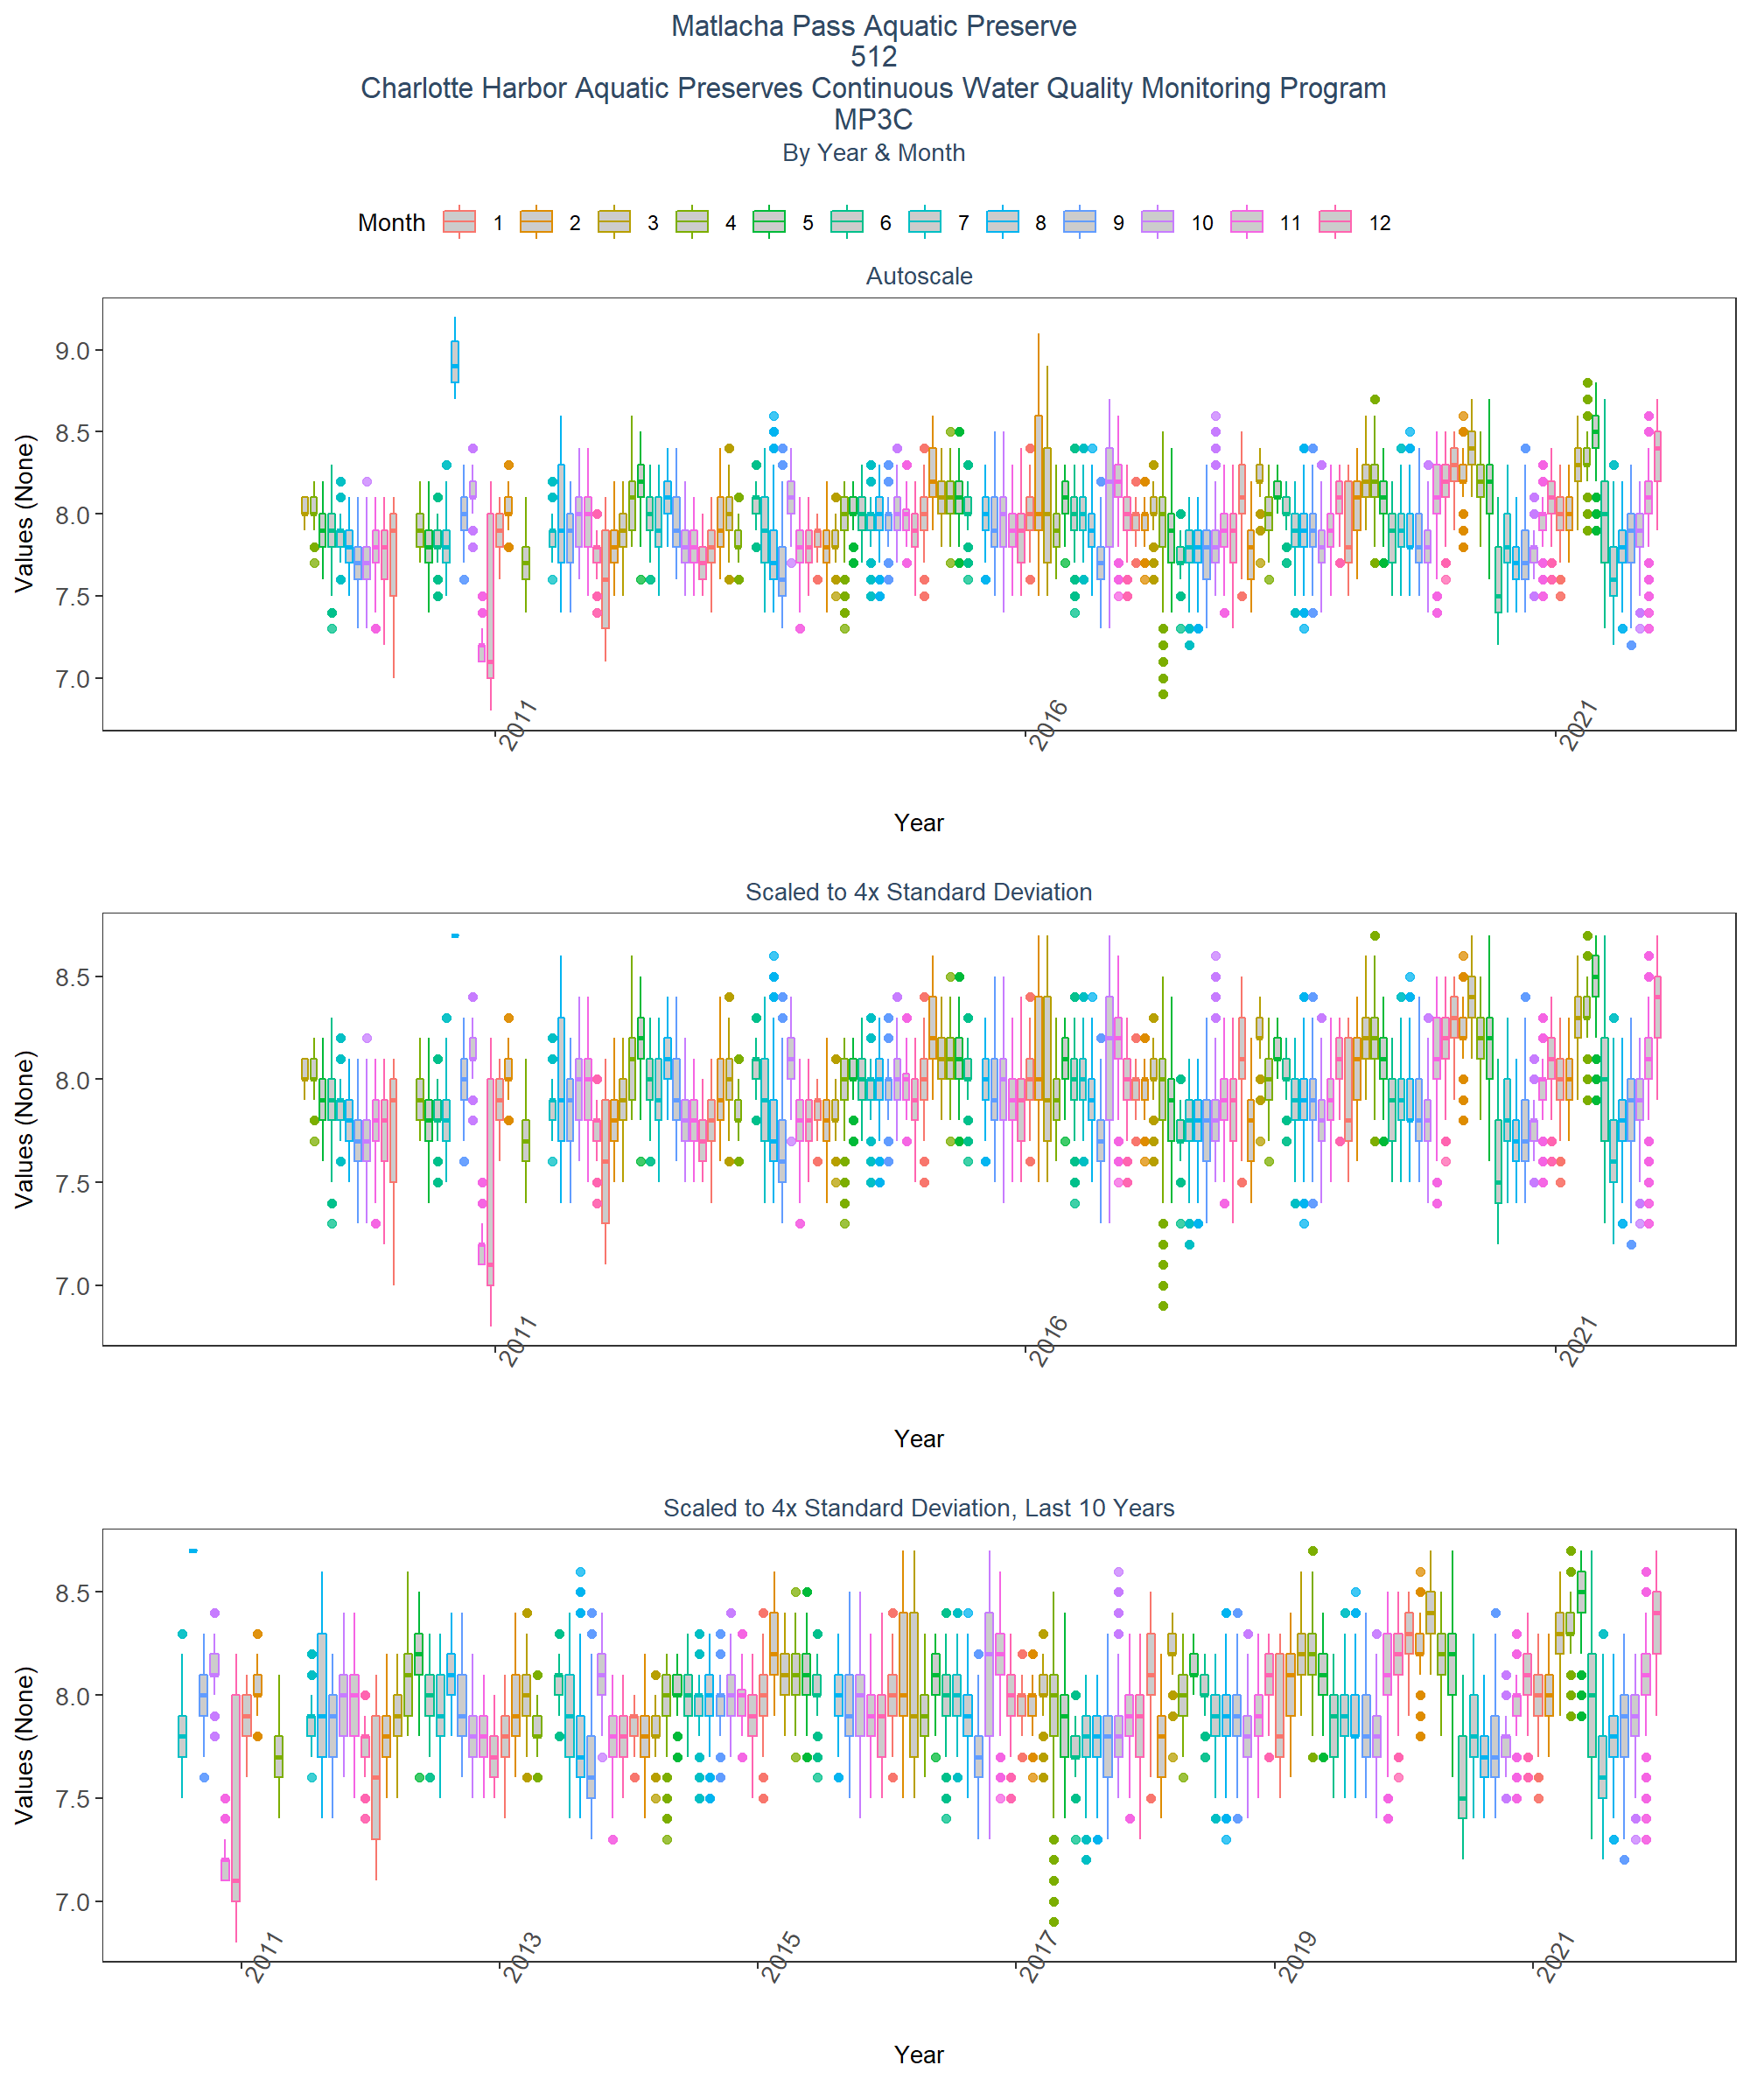 Matlacha Pass Aquatic Preserve
512
Charlotte Harbor Aquatic Preserves Continuous Water Quality Monitoring Program
MP3C
By Year & Month
Month 1 2 3 4 5 6 7 8 9 10 11 12
Autoscale
Values (None)
9.0
8.5
8.0
7.5
7.0
2011 2016 2021
Year
Scaled to 4x Standard Deviation
Values (None)
8.5
8.0
7.5
7.0
2011 2016 2021
Year
Scaled to 4x Standard Deviation, Last 10 Years
Values (None)
8.5
8.0
7.5
7.0
2011 2013 2015 2017 2019 2021
Year